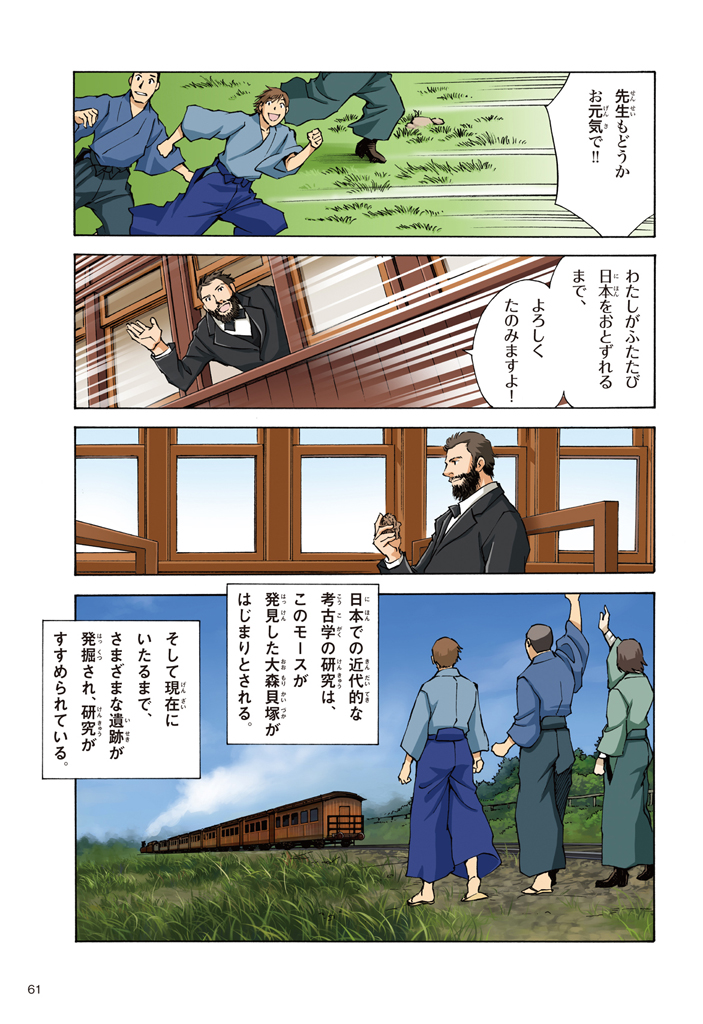 先生もどうか
お元気で!!
わたしがふたたび
日本をおとずれる
まで、
よろしく
たのみますよ！
日本での近代的な
考古学の研究は、
このモースが
発見した大森貝塚が
はじまりとされる。
そして現在に
いたるまで、
さまざまな遺跡が
発掘され、研究が
すすめられている。
61